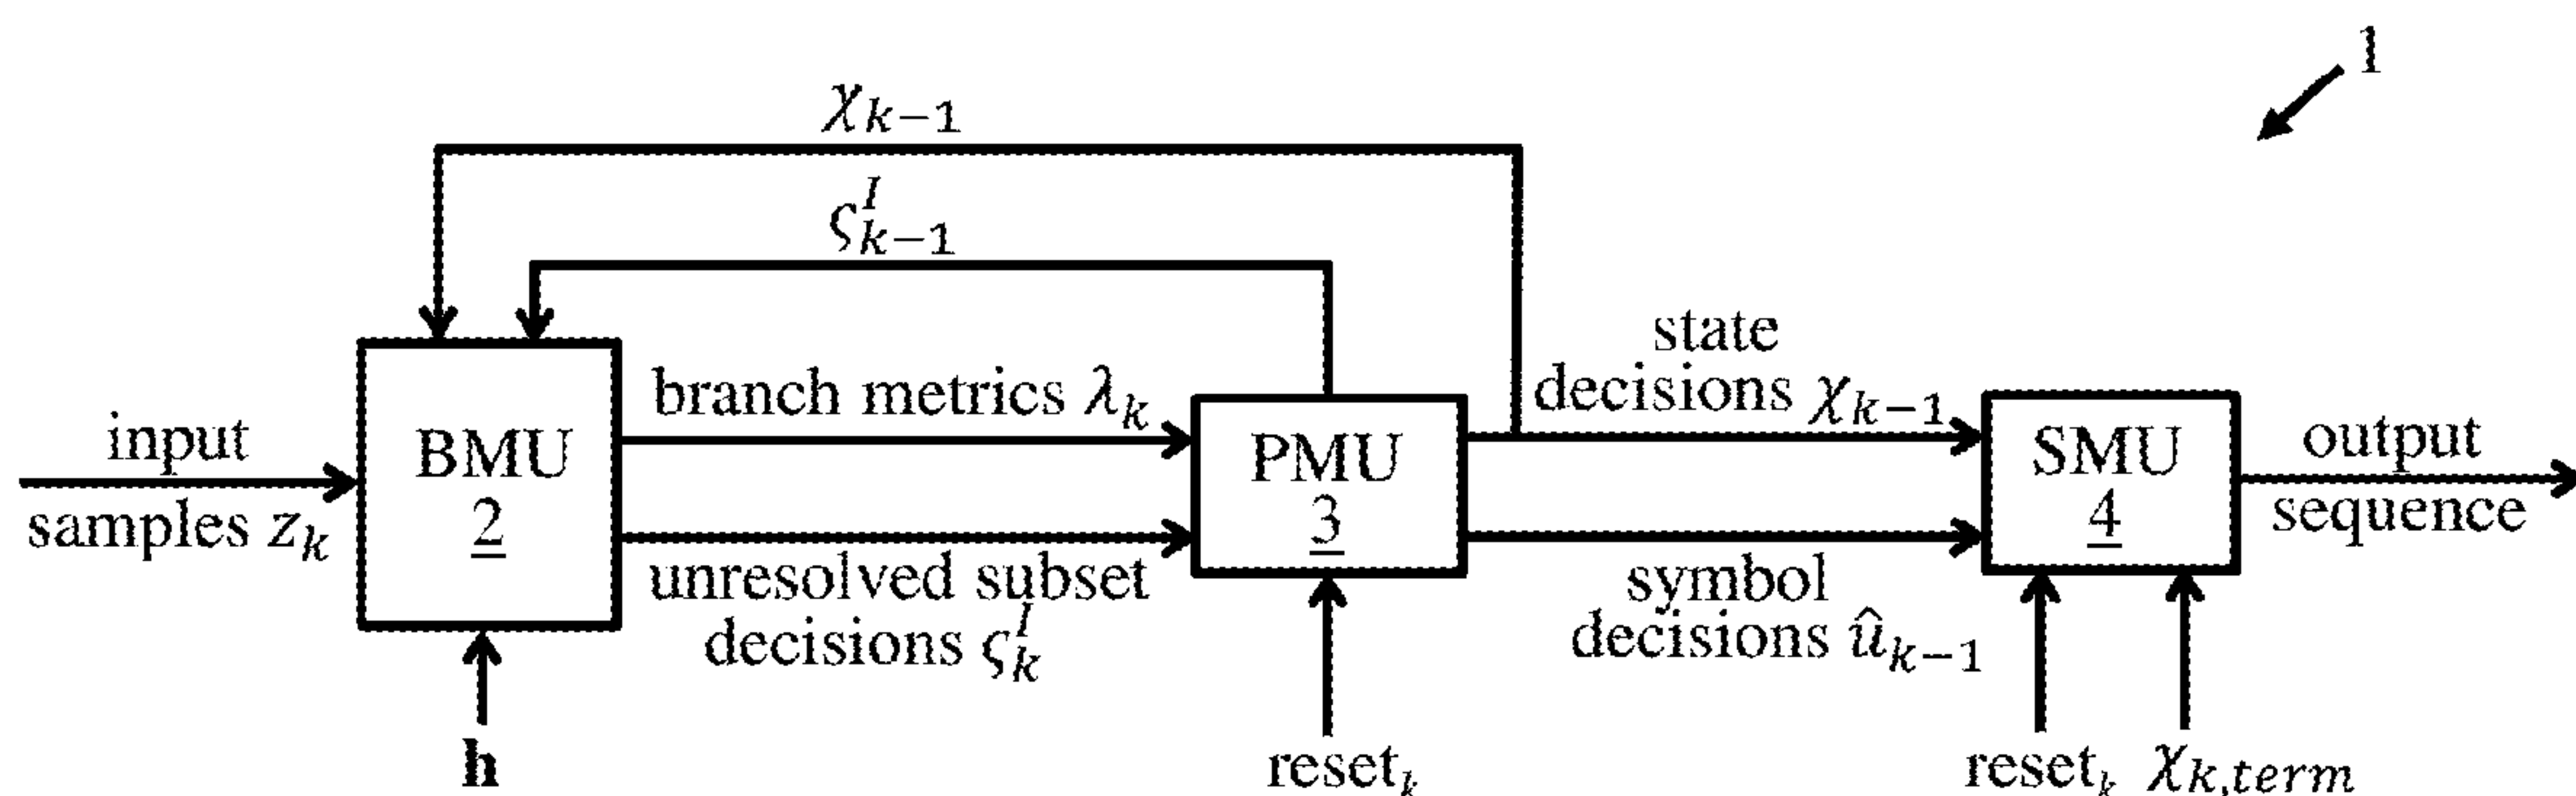 1
χₖ₋₁
ςᴵₖ₋₁
input
samples zₖ
BMU
2
h
branch metrics λₖ
unresolved subset
decisions ςᴵₖ
PMU
3
resetₖ
state
decisions χₖ₋₁
symbol
decisions ûₖ₋₁
SMU
4
resetₖ χₖ,term
output
sequence